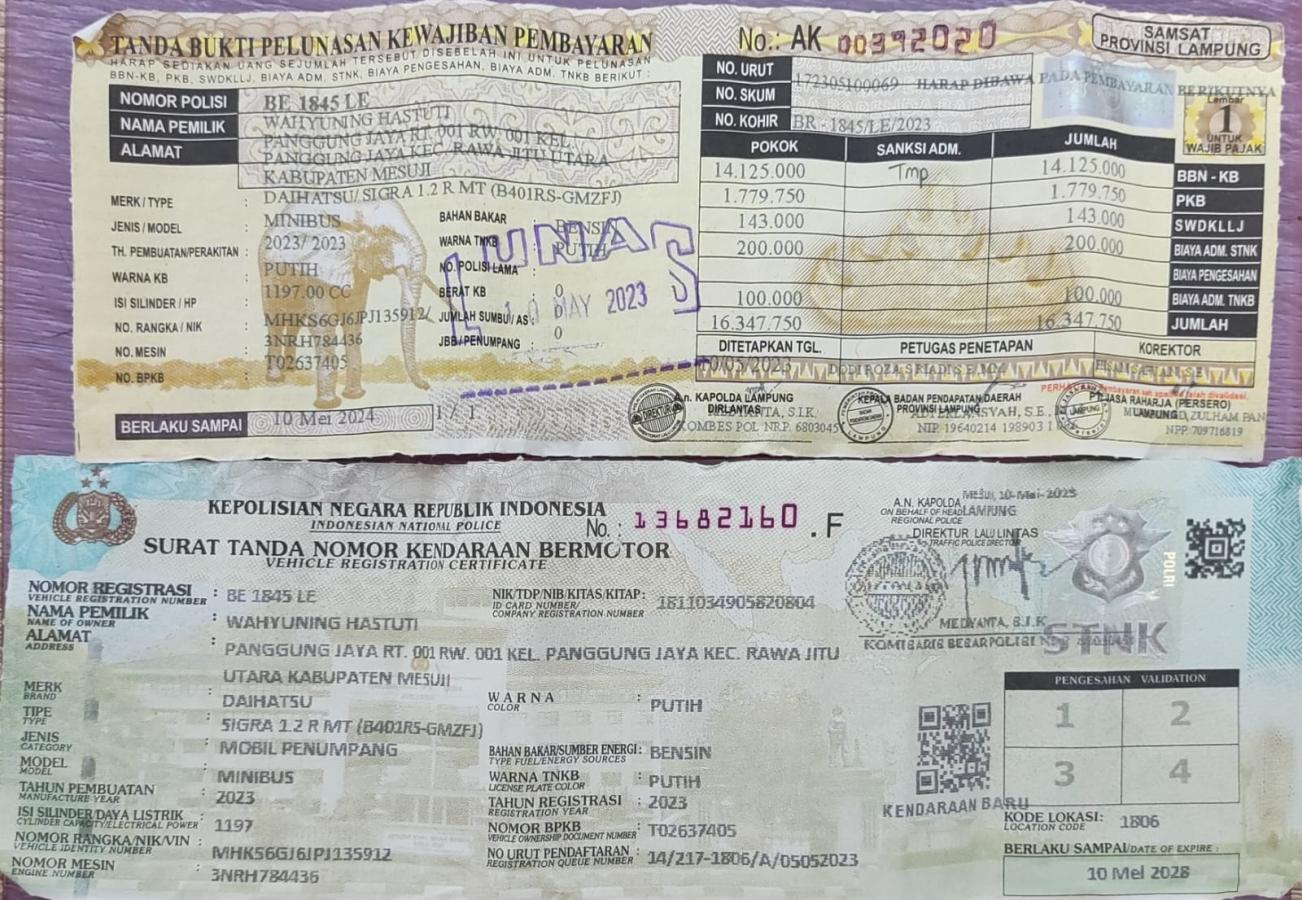 TANDA BUKTI PELUNASAN KEWAJIBAN PEMBAYARAN
HARAP SEDIAKAN UANG SEJUMLAH TERSEBUT DISEBELAH INI UNTUK PELUNASAN
BBN-KB, PKB, SWDKLLJ, BIAYA ADM. STNK, BIAYA PENGESAHAN, BIAYA ADM. TNKB BERIKUT :
No.: AK 00392020
SAMSAT
PROVINSI LAMPUNG
NOMOR POLISI BE 1845 LE
NAMA PEMILIK WAHYUNING HASTUTI
ALAMAT PANGGUNG JAYA RT. 001 RW. 001 KEL.
PANGGUNG JAYA KEC. RAWA JITU UTARA
KABUPATEN MESUJI
MERK / TYPE : DAIHATSU/ SIGRA 1.2 R MT (B401RS-GMZFJ)
JENIS / MODEL : MINIBUS
TH. PEMBUATAN/PERAKITAN : 2023/ 2023
WARNA KB : PUTIH
ISI SILINDER / HP : 1197.00 CC
NO. RANGKA / NIK : MHKS6GJ6JPJ135912/
NO. MESIN : 3NRH784436
NO. BPKB : T02637405
BAHAN BAKAR : BENSIN
WARNA TNKB : PUTIH
NO. POLISI LAMA :
BERAT KB : 0
JUMLAH SUMBU/ AS : 0
JBB / PENUMPANG : 0
LUNAS
10 MAY 2023
BERLAKU SAMPAI 10 Mei 2024
NO. URUT 172305100069 HARAP DIBAWA PADA PEMBAYARAN BERIKUTNYA
NO. SKUM
NO. KOHIR BR - 1845/LE/2023
Lembar
1
UNTUK
WAJIB PAJAK
POKOK SANKSI ADM. JUMLAH
14.125.000 Tmp 14.125.000 BBN - KB
1.779.750 1.779.750 PKB
143.000 143.000 SWDKLLJ
200.000 200.000 BIAYA ADM. STNK
BIAYA PENGESAHAN
100.000 100.000 BIAYA ADM. TNKB
16.347.750 16.347.750 JUMLAH
DITETAPKAN TGL. PETUGAS PENETAPAN KOREKTOR
10/05/2023
A.n. KAPOLDA LAMPUNG
DIRLANTAS
KOMBES POL NRP. 6803045
KEPALA BADAN PENDAPATAN DAERAH
PROVINSI LAMPUNG
NIP. 19640214 198903 1
PT. JASA RAHARJA (PERSERO)
LAMPUNG
NPP. 709716819
KEPOLISIAN NEGARA REPUBLIK INDONESIA
INDONESIAN NATIONAL POLICE
No. : 13682160 .F
SURAT TANDA NOMOR KENDARAAN BERMOTOR
VEHICLE REGISTRATION CERTIFICATE
A.N. KAPOLDA LAMPUNG
ON BEHALF OF HEAD
REGIONAL POLICE
Mesuji, 10-Mei-2023
DIREKTUR LALU LINTAS
TRAFFIC POLICE DIRECTOR
MEDYANTA, S.I.K
KOMISARIS BESAR POLISI
POLRI
STNK
NOMOR REGISTRASI : BE 1845 LE
VEHICLE REGISTRATION NUMBER
NAMA PEMILIK : WAHYUNING HASTUTI
NAME OF OWNER
ALAMAT : PANGGUNG JAYA RT. 001 RW. 001 KEL. PANGGUNG JAYA KEC. RAWA JITU
ADDRESS
UTARA KABUPATEN MESUJI
MERK : DAIHATSU
BRAND
TIPE : SIGRA 1.2 R MT (B401RS-GMZFJ)
TYPE
JENIS : MOBIL PENUMPANG
CATEGORY
MODEL : MINIBUS
MODEL
TAHUN PEMBUATAN : 2023
MANUFACTURE YEAR
ISI SILINDER/DAYA LISTRIK : 1197
CYLINDER CAPACITY/ELECTRICAL POWER
NOMOR RANGKA/NIK/VIN : MHKS6GJ6JPJ135912
VEHICLE IDENTITY NUMBER
NOMOR MESIN : 3NRH784436
ENGINE NUMBER
NIK/TDP/NIB/KITAS/KITAP : 1811034905820804
ID CARD NUMBER/
COMPANY REGISTRATION NUMBER
WARNA : PUTIH
COLOR
BAHAN BAKAR/SUMBER ENERGI : BENSIN
TYPE FUEL/ENERGY SOURCES
WARNA TNKB : PUTIH
LICENSE PLATE COLOR
TAHUN REGISTRASI : 2023
REGISTRATION YEAR
NOMOR BPKB : T02637405
VEHICLE OWNERSHIP DOCUMENT NUMBER
NO URUT PENDAFTARAN : 14/217-1806/A/05052023
REGISTRATION QUEUE NUMBER
KENDARAAN BARU
PENGESAHAN VALIDATION
1 2
3 4
KODE LOKASI: 1806
LOCATION CODE
BERLAKU SAMPAI/DATE OF EXPIRE :
10 Mei 2028